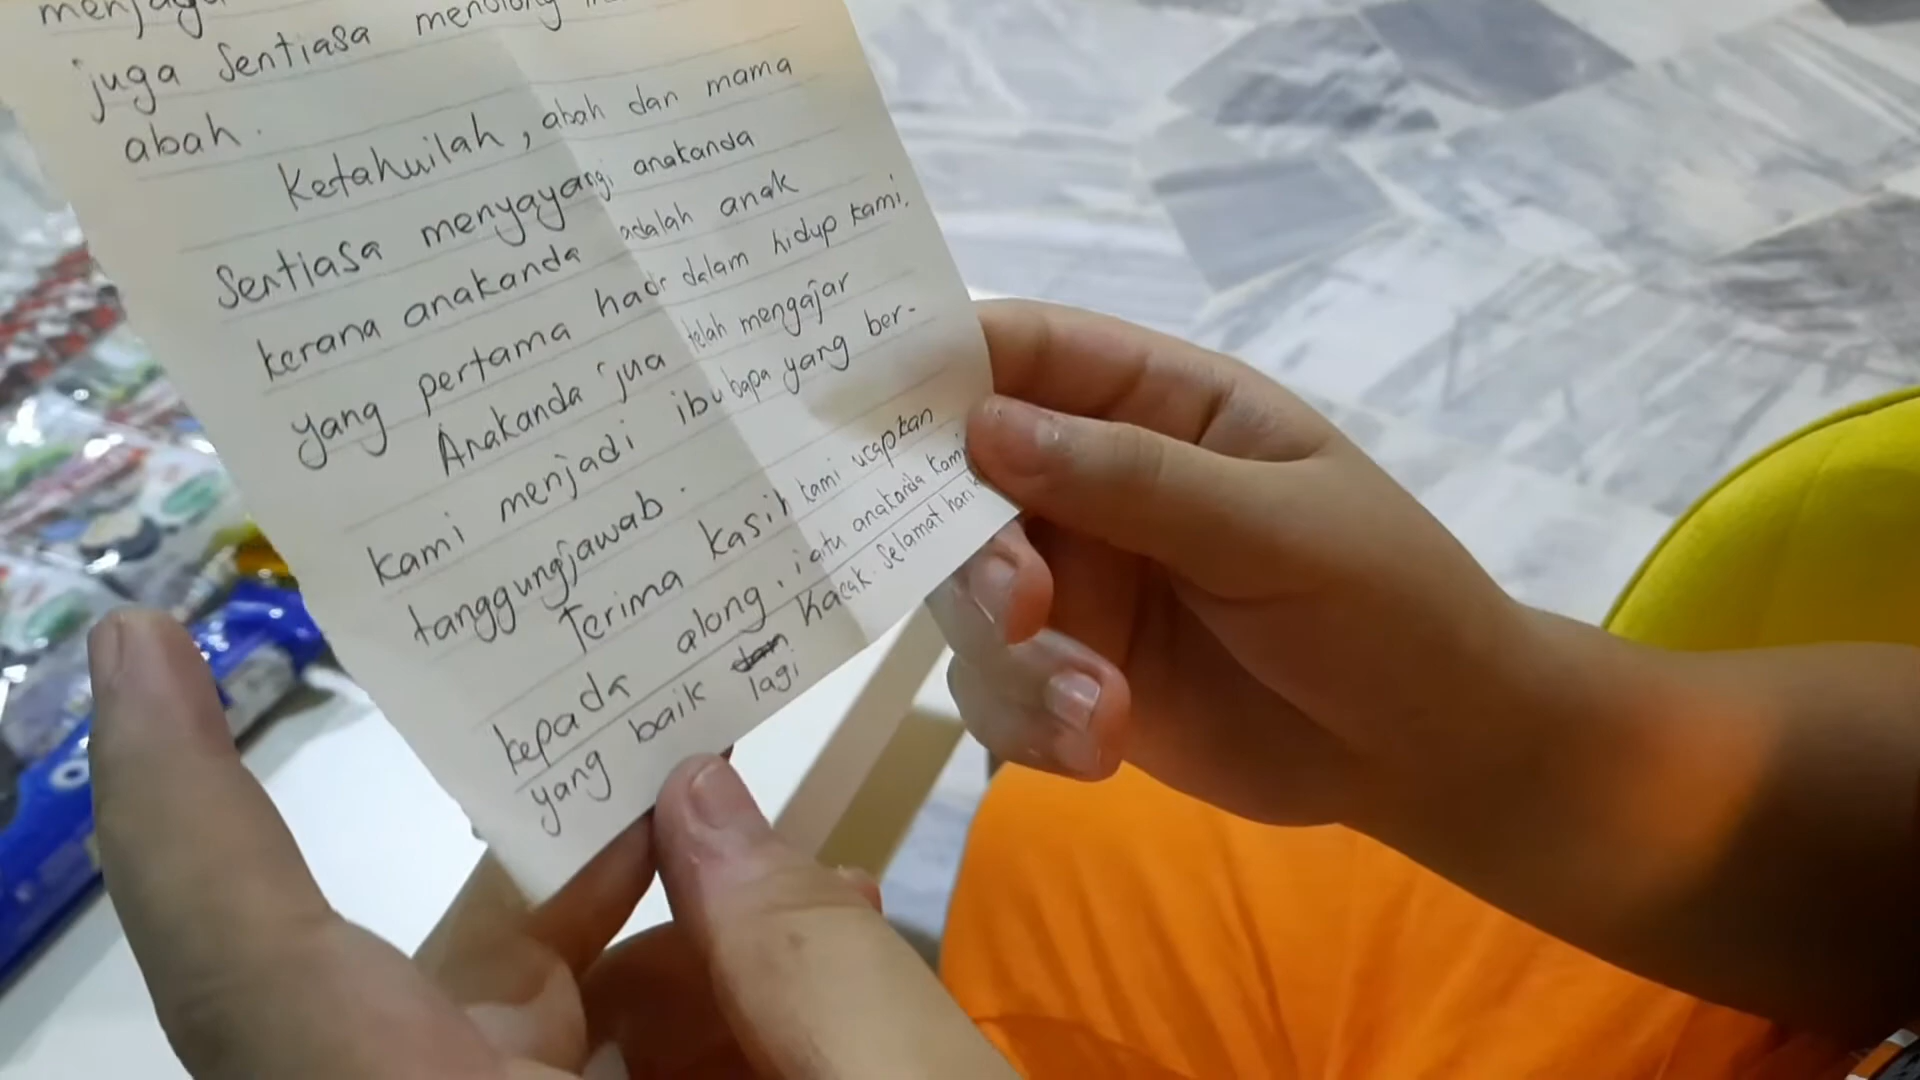 menjaga
juga sentiasa menolong
abah.
Ketahuilah, abah dan mama
sentiasa menyayangi anakanda
kerana anakanda adalah anak
yang pertama hadir dalam hidup kami.
Anakanda jua telah mengajar
kami menjadi ibu bapa yang ber-
tanggungjawab.
Terima kasih kami ucapkan
kepada along, iaitu anakanda kami
yang baik lagi kacak. Selamat hari